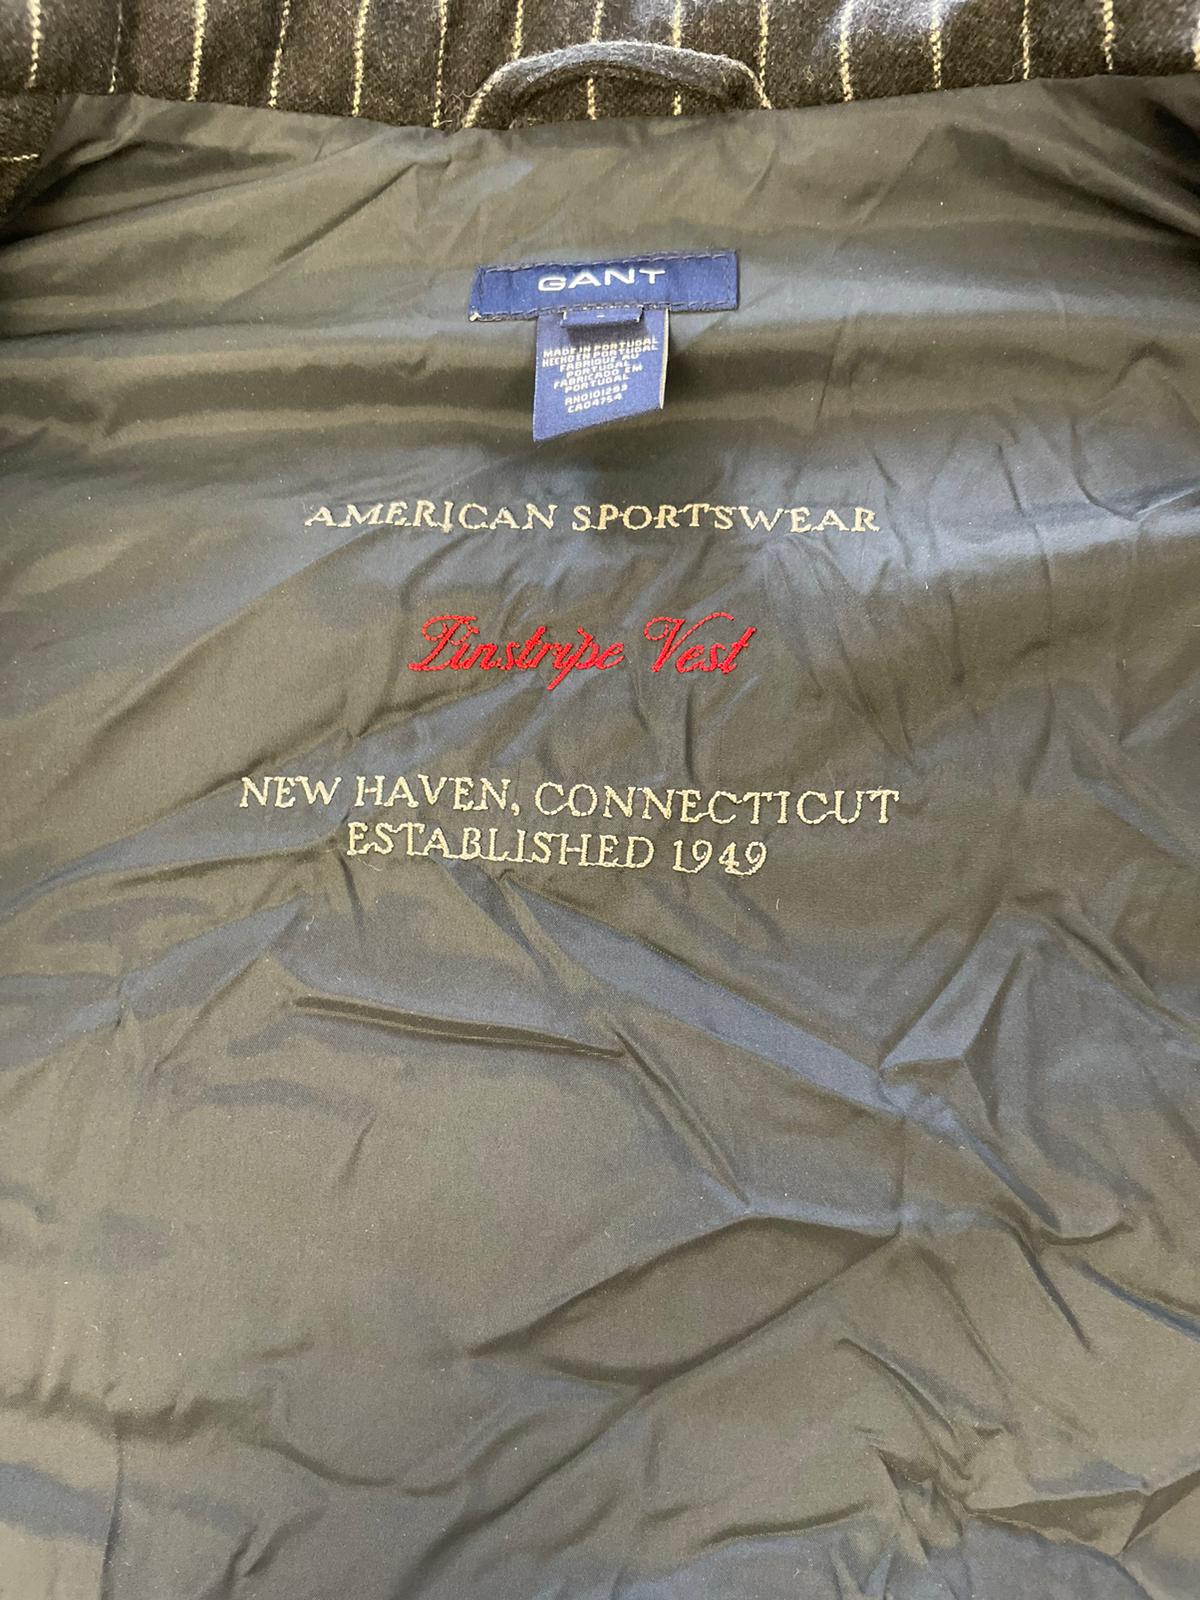 GANT
MADE IN PORTUGAL
HECHO EN PORTUGAL
FABRIQUE AU
PORTUGAL
FABRICADO EM
PORTUGAL
RN0101293
CA04754
AMERICAN SPORTSWEAR
Pinstripe Vest
NEW HAVEN, CONNECTICUT
ESTABLISHED 1949